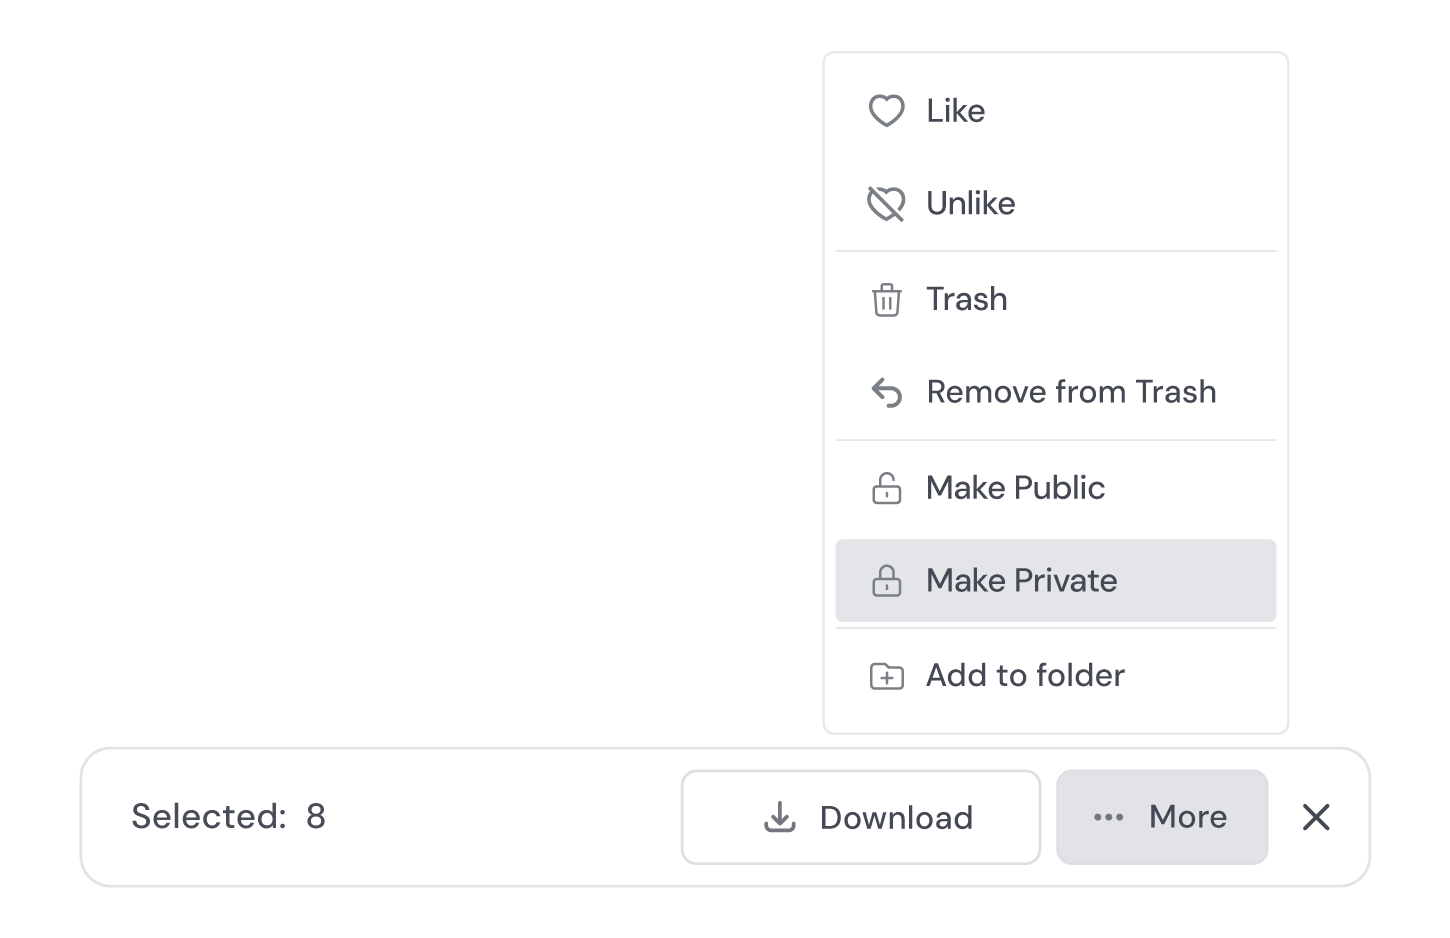 Like
Unlike
Trash
Remove from Trash
Make Public
Make Private
Add to folder
Selected: 8
Download
More